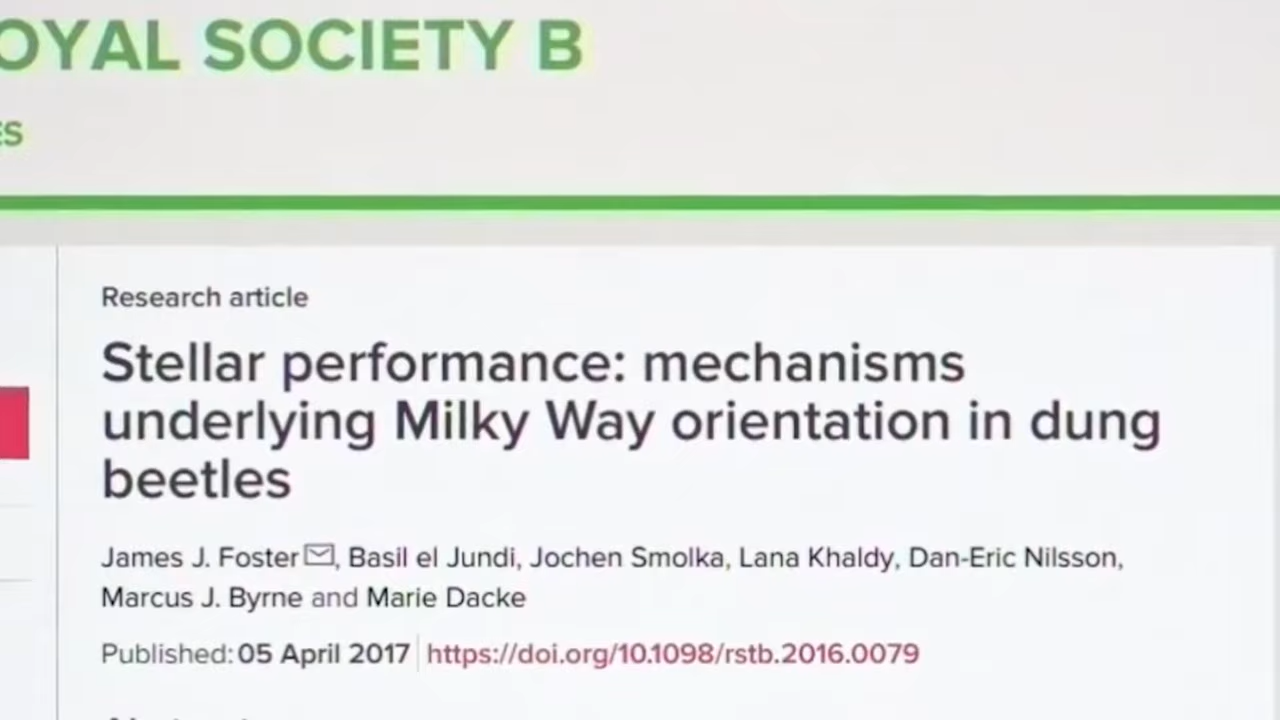 OYAL SOCIETY B
ES
Research article
Stellar performance: mechanisms
underlying Milky Way orientation in dung
beetles
James J. Foster, Basil el Jundi, Jochen Smolka, Lana Khaldy, Dan-Eric Nilsson,
Marcus J. Byrne and Marie Dacke
Published: 05 April 2017 https://doi.org/10.1098/rstb.2016.0079